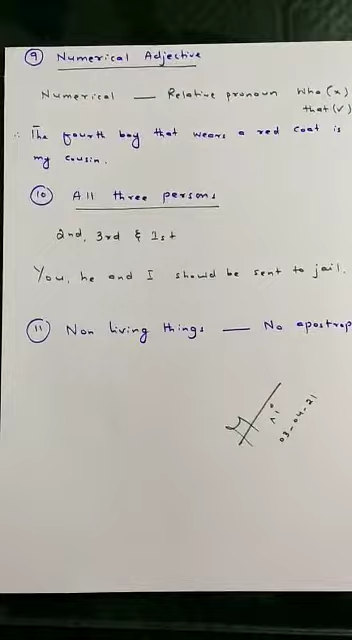 ⑨ Numerical Adjective
Numerical — Relative pronoun Who (x)
that (✓)
∴ The fourth boy that wears a red coat is
my cousin.
⑩ All three persons
2nd, 3rd & 1st
You, he and I should be sent to jail.
⑪ Non living things — No apostrop
03-04-21